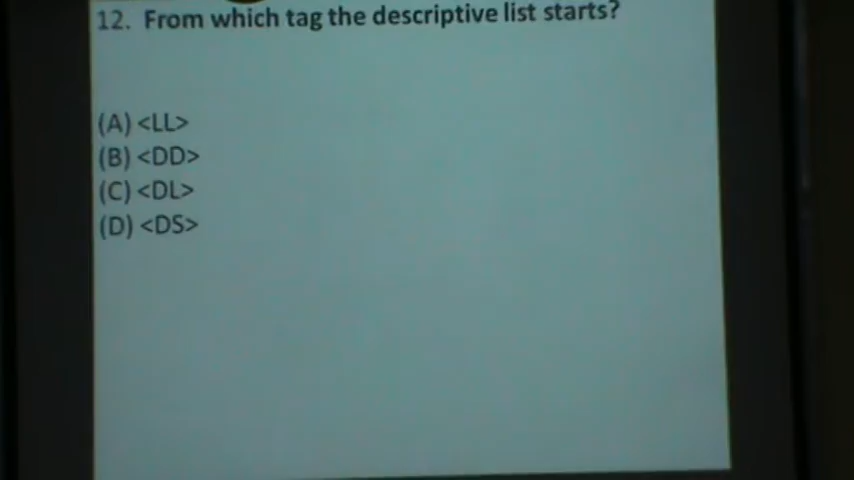 12. From which tag the descriptive list starts?
(A) <LL>
(B) <DD>
(C) <DL>
(D) <DS>